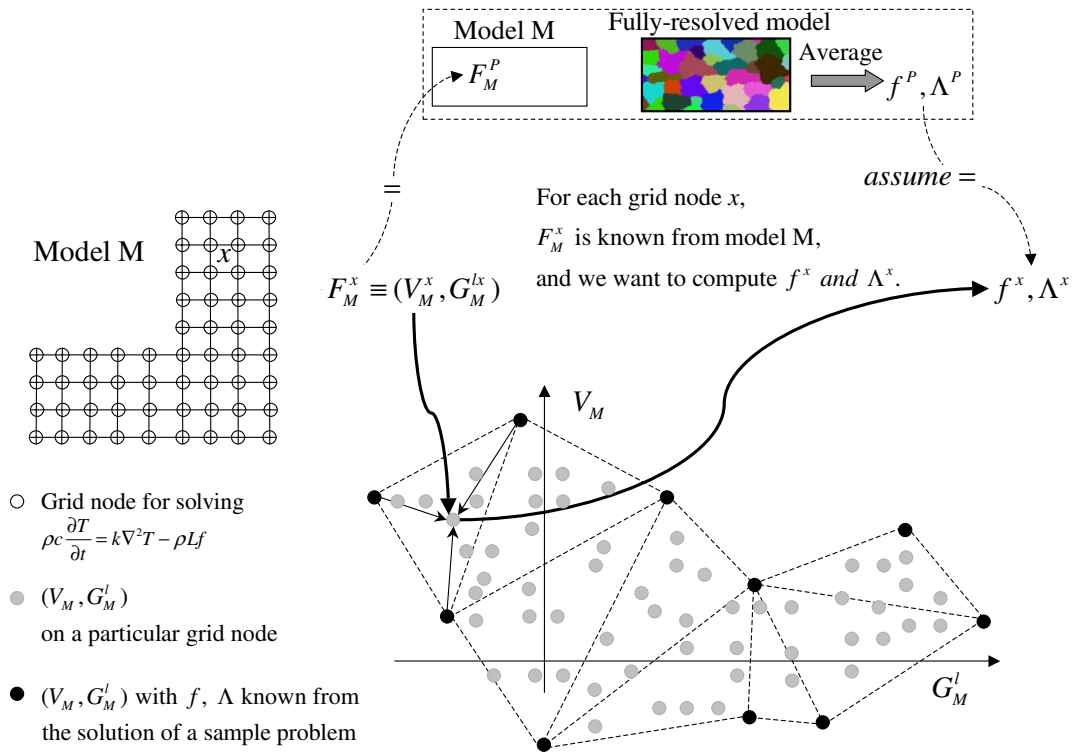 Fully-resolved model
Model M
Average
F_M^P
f^P, Λ^P
=
assume =
For each grid node x,
F_M^x is known from model M,
and we want to compute f^x and Λ^x.
Model M
x
F_M^x ≡ (V_M^x, G_M^{lx})
f^x, Λ^x
V_M
Grid node for solving
ρc ∂T/∂t = k∇²T − ρLf
(V_M, G_M^l)
on a particular grid node
G_M^l
(V_M, G_M^l) with f, Λ known from
the solution of a sample problem